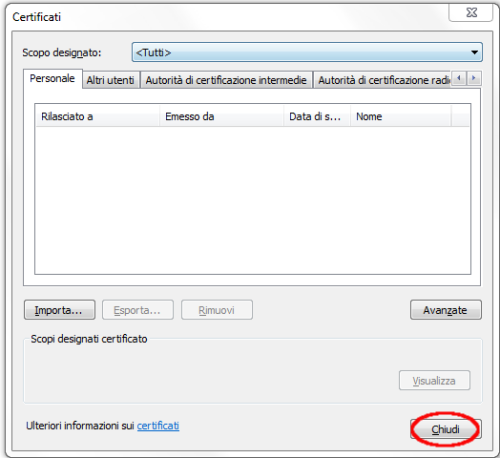 Certificati
Scopo designato: <Tutti>
Personale Altri utenti Autorità di certificazione intermedie Autorità di certificazione radi
Rilasciato a Emesso da Data di s... Nome
Importa... Esporta... Rimuovi Avanzate
Scopi designati certificato
Visualizza
Ulteriori informazioni sui certificati
Chiudi